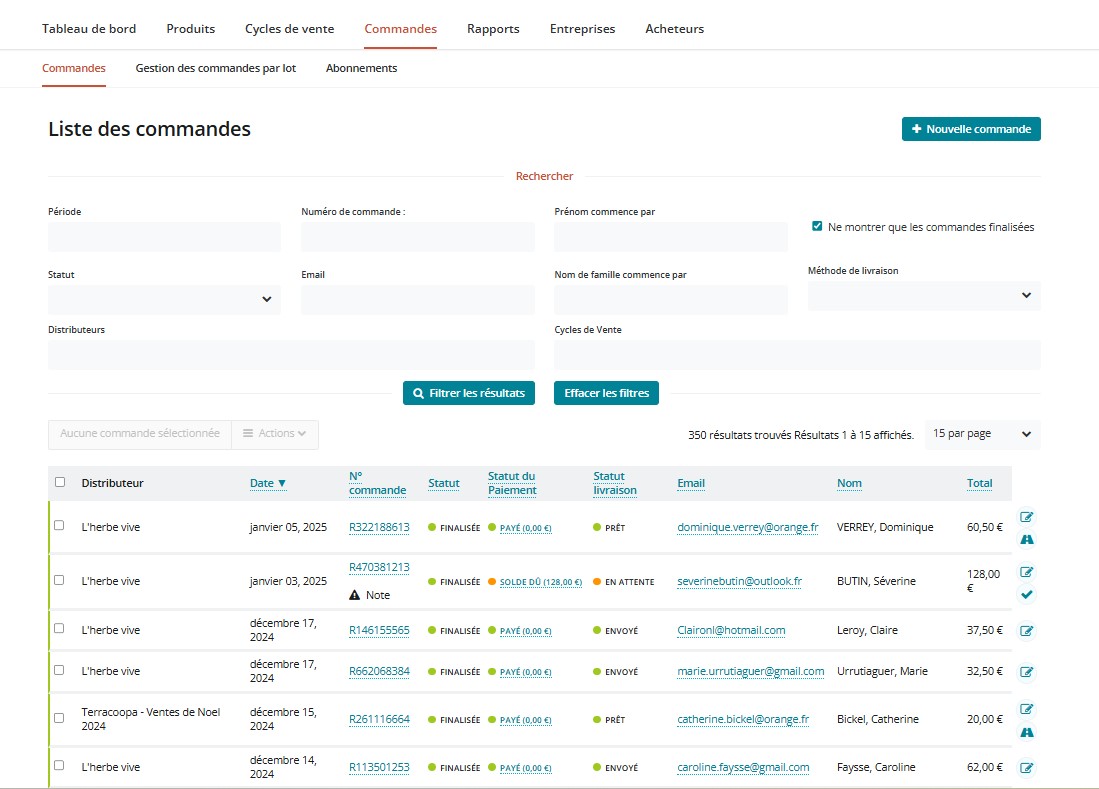 Tableau de bord Produits Cycles de vente Commandes Rapports Entreprises Acheteurs
Commandes Gestion des commandes par lot Abonnements
Liste des commandes Nouvelle commande
Rechercher
Période Numéro de commande : Prénom commence par
Ne montrer que les commandes finalisées
Statut Email Nom de famille commence par Méthode de livraison
Distributeurs Cycles de Vente
Filtrer les résultats Effacer les filtres
Aucune commande sélectionnée Actions 350 résultats trouvés Résultats 1 à 15 affichés. 15 par page
Distributeur Date ▼ N° commande Statut Statut du Paiement Statut livraison Email Nom Total
L'herbe vive janvier 05, 2025 R322188613 FINALISÉE PAYÉ (0,00 €) PRÊT dominique.verrey@orange.fr VERREY, Dominique 60,50 €
L'herbe vive janvier 03, 2025 R470381213 Note FINALISÉE SOLDE DÛ (128,00 €) EN ATTENTE severinebutin@outlook.fr BUTIN, Séverine 128,00 €
L'herbe vive décembre 17, 2024 R146155565 FINALISÉE PAYÉ (0,00 €) ENVOYÉ Claironl@hotmail.com Leroy, Claire 37,50 €
L'herbe vive décembre 17, 2024 R662068384 FINALISÉE PAYÉ (0,00 €) ENVOYÉ marie.urrutiaguer@gmail.com Urrutiaguer, Marie 32,50 €
Terracoopa - Ventes de Noel 2024 décembre 15, 2024 R261116664 FINALISÉE PAYÉ (0,00 €) PRÊT catherine.bickel@orange.fr Bickel, Catherine 20,00 €
L'herbe vive décembre 14, 2024 R113501253 FINALISÉE PAYÉ (0,00 €) ENVOYÉ caroline.faysse@gmail.com Faysse, Caroline 62,00 €